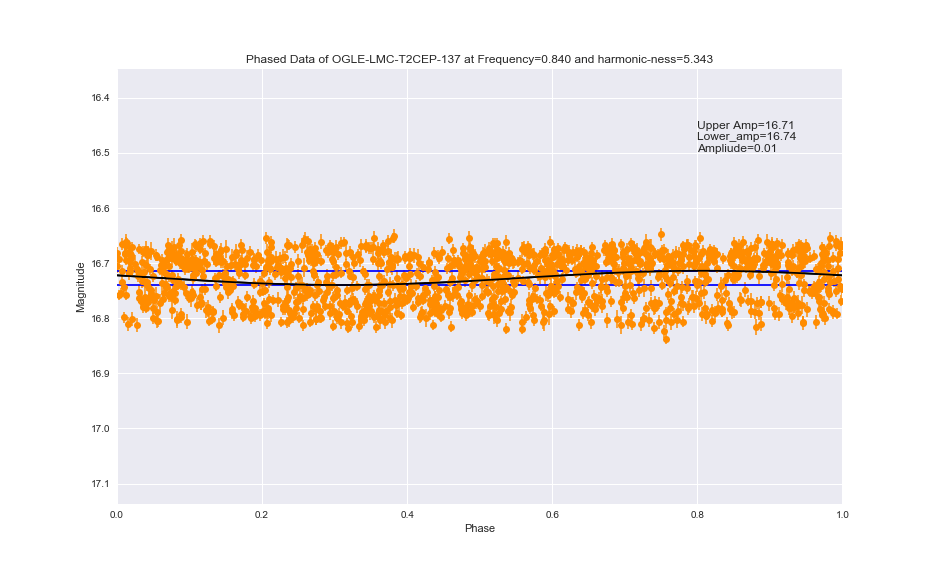 Phased Data of OGLE-LMC-T2CEP-137 at Frequency=0.840 and harmonic-ness=5.343
16.4
16.5
16.6
16.7
16.8
16.9
17.0
17.1
Magnitude
Upper Amp=16.71
Lower_amp=16.74
Ampliude=0.01
0.0
0.2
0.4
0.6
0.8
1.0
Phase